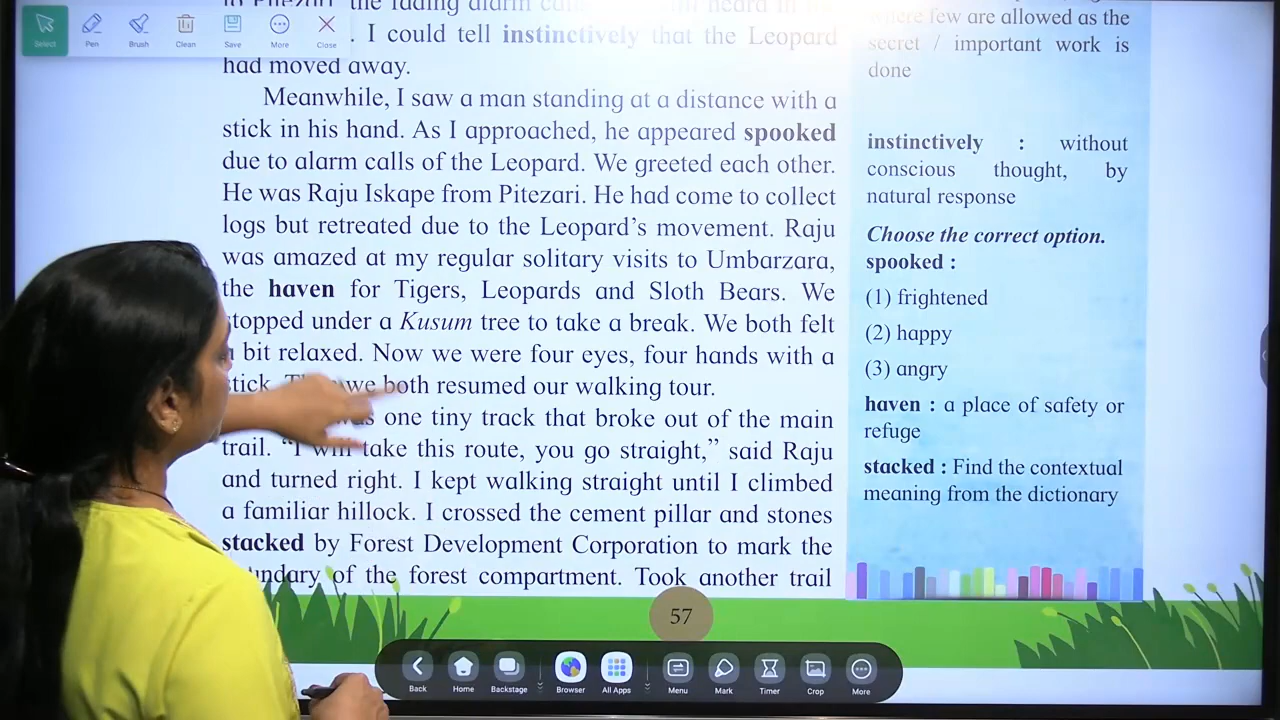 Select
Pen
Brush
Clean
Save
More
Close
. I could tell instinctively that the Leopard
had moved away.
Meanwhile, I saw a man standing at a distance with a
stick in his hand. As I approached, he appeared spooked
due to alarm calls of the Leopard. We greeted each other.
He was Raju Iskape from Pitezari. He had come to collect
logs but retreated due to the Leopard's movement. Raju
was amazed at my regular solitary visits to Umbarzara,
the haven for Tigers, Leopards and Sloth Bears. We
stopped under a Kusum tree to take a break. We both felt
bit relaxed. Now we were four eyes, four hands with a
stick. we both resumed our walking tour.
one tiny track that broke out of the main
trail. “I will take this route, you go straight,” said Raju
and turned right. I kept walking straight until I climbed
a familiar hillock. I crossed the cement pillar and stones
stacked by Forest Development Corporation to mark the
of the forest compartment. Took another trail
57
where few are allowed as the
secret / important work is
done
instinctively : without
conscious thought, by
natural response
Choose the correct option.
spooked :
(1) frightened
(2) happy
(3) angry
haven : a place of safety or
refuge
stacked : Find the contextual
meaning from the dictionary
Back
Home
Backstage
Browser
All Apps
Menu
Mark
Timer
Crop
More